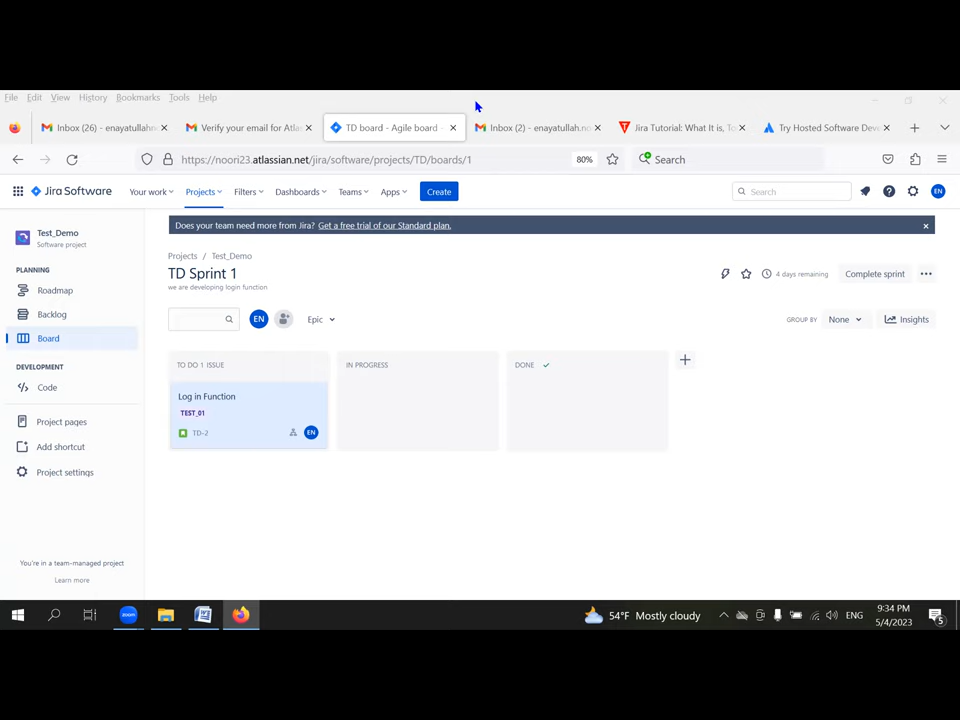 File Edit View History Bookmarks Tools Help
Inbox (26) - enayatullahn
Verify your email for Atlas
TD board - Agile board -
Inbox (2) - enayatullah.no
Jira Tutorial: What It is, To
Try Hosted Software Deve
https://noori23.atlassian.net/jira/software/projects/TD/boards/1
80%
Search
Jira Software
Your work
Projects
Filters
Dashboards
Teams
Apps
Create
Search
EN
Test_Demo
Software project
Does your team need more from Jira? Get a free trial of our Standard plan.
PLANNING
Roadmap
Backlog
Board
DEVELOPMENT
Code
Project pages
Add shortcut
Project settings
You're in a team-managed project
Learn more
Projects / Test_Demo
TD Sprint 1
we are developing login function
4 days remaining
Complete sprint
EN
Epic
GROUP BY
None
Insights
TO DO 1 ISSUE
Log in Function
TEST_01
TD-2
EN
IN PROGRESS
DONE
zoom
54°F Mostly cloudy
ENG
9:34 PM
5/4/2023
5